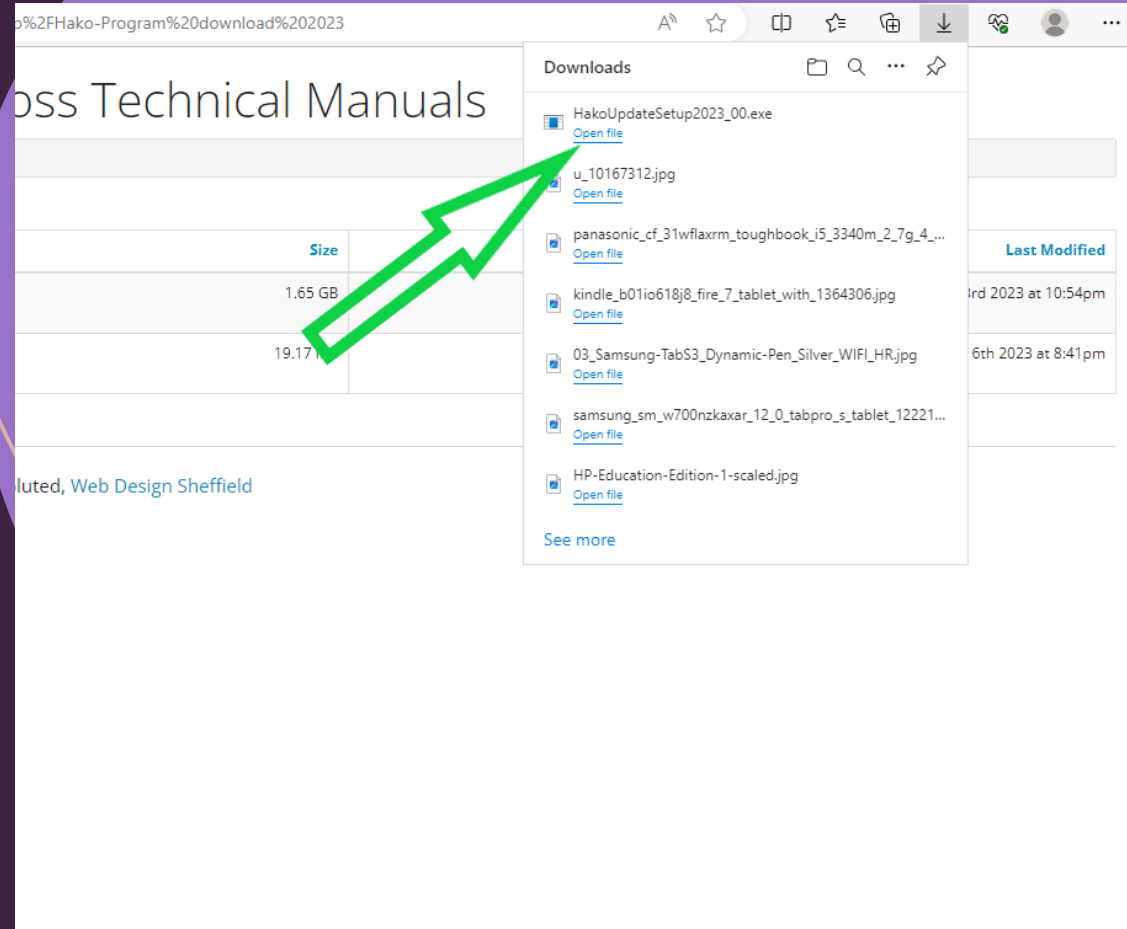 %2FHako-Program%20download%202023
Downloads
oss Technical Manuals
HakoUpdateSetup2023_00.exe
Open file
u_10167312.jpg
Open file
panasonic_cf_31wflaxrm_toughbook_i5_3340m_2_7g_4_...
Open file
Size
Last Modified
kindle_b01io618j8_fire_7_tablet_with_1364306.jpg
Open file
1.65 GB
rd 2023 at 10:54pm
03_Samsung-TabS3_Dynamic-Pen_Silver_WIFI_HR.jpg
Open file
19.17
6th 2023 at 8:41pm
samsung_sm_w700nzkaxar_12_0_tabpro_s_tablet_12221...
Open file
HP-Education-Edition-1-scaled.jpg
Open file
luted, Web Design Sheffield
See more